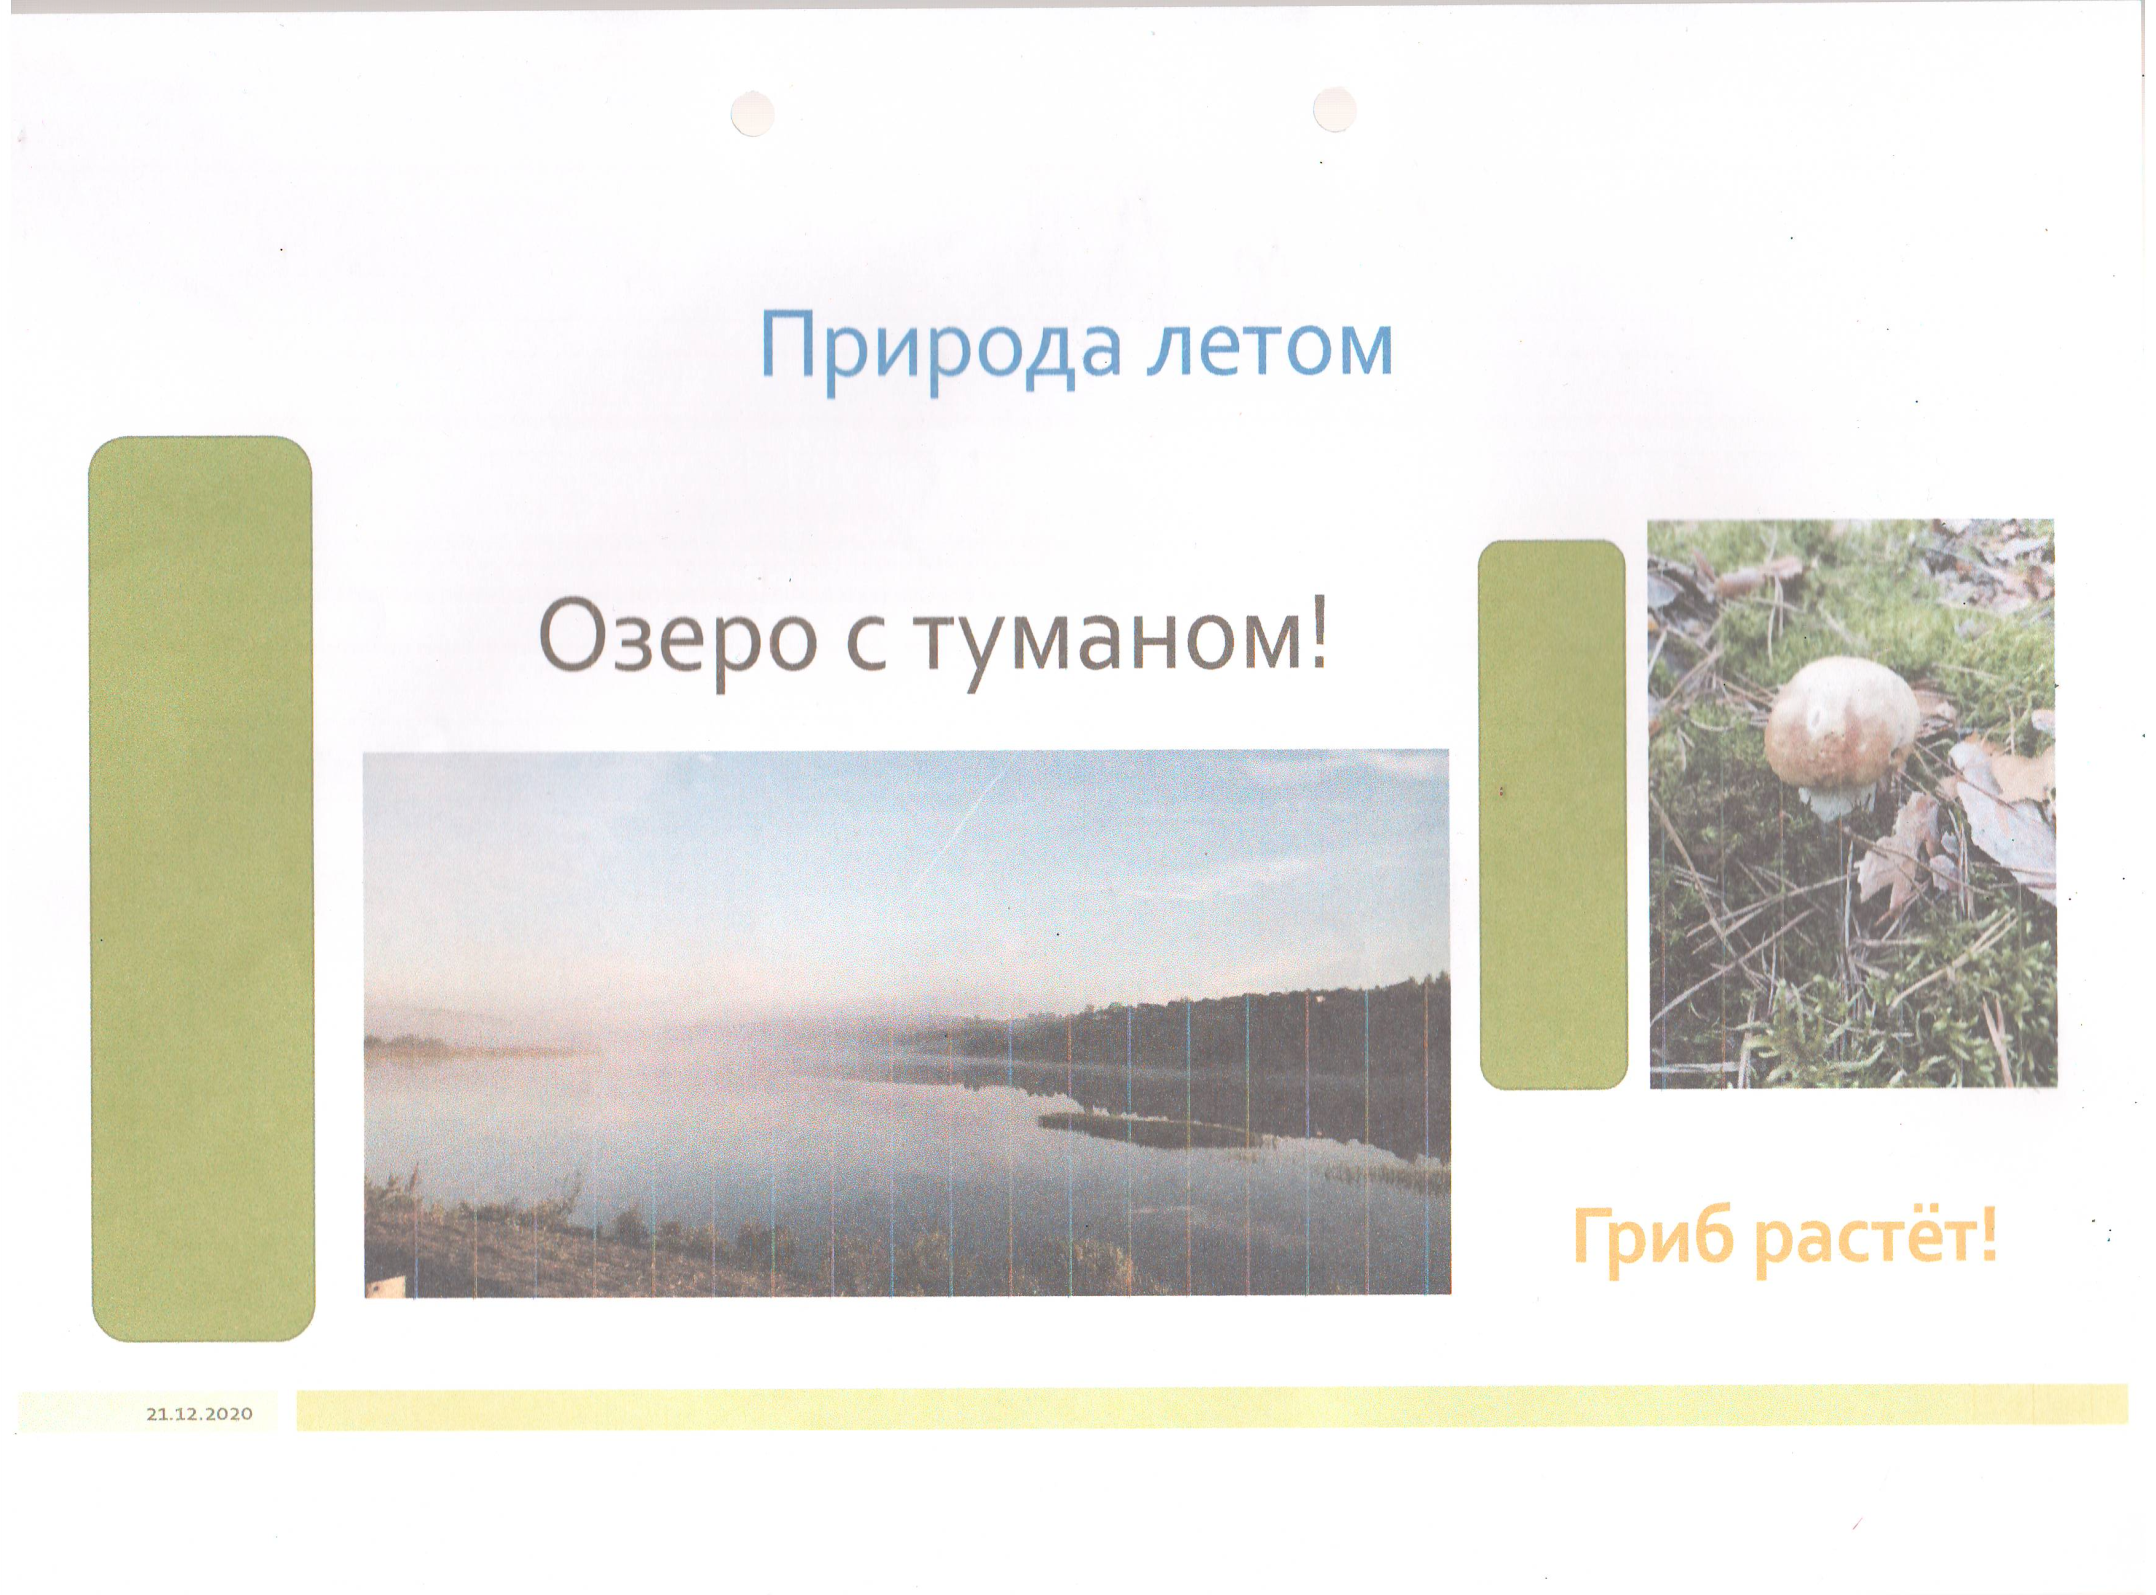 Природа летом
Озеро с туманом!
Гриб растёт!
21.12.2020